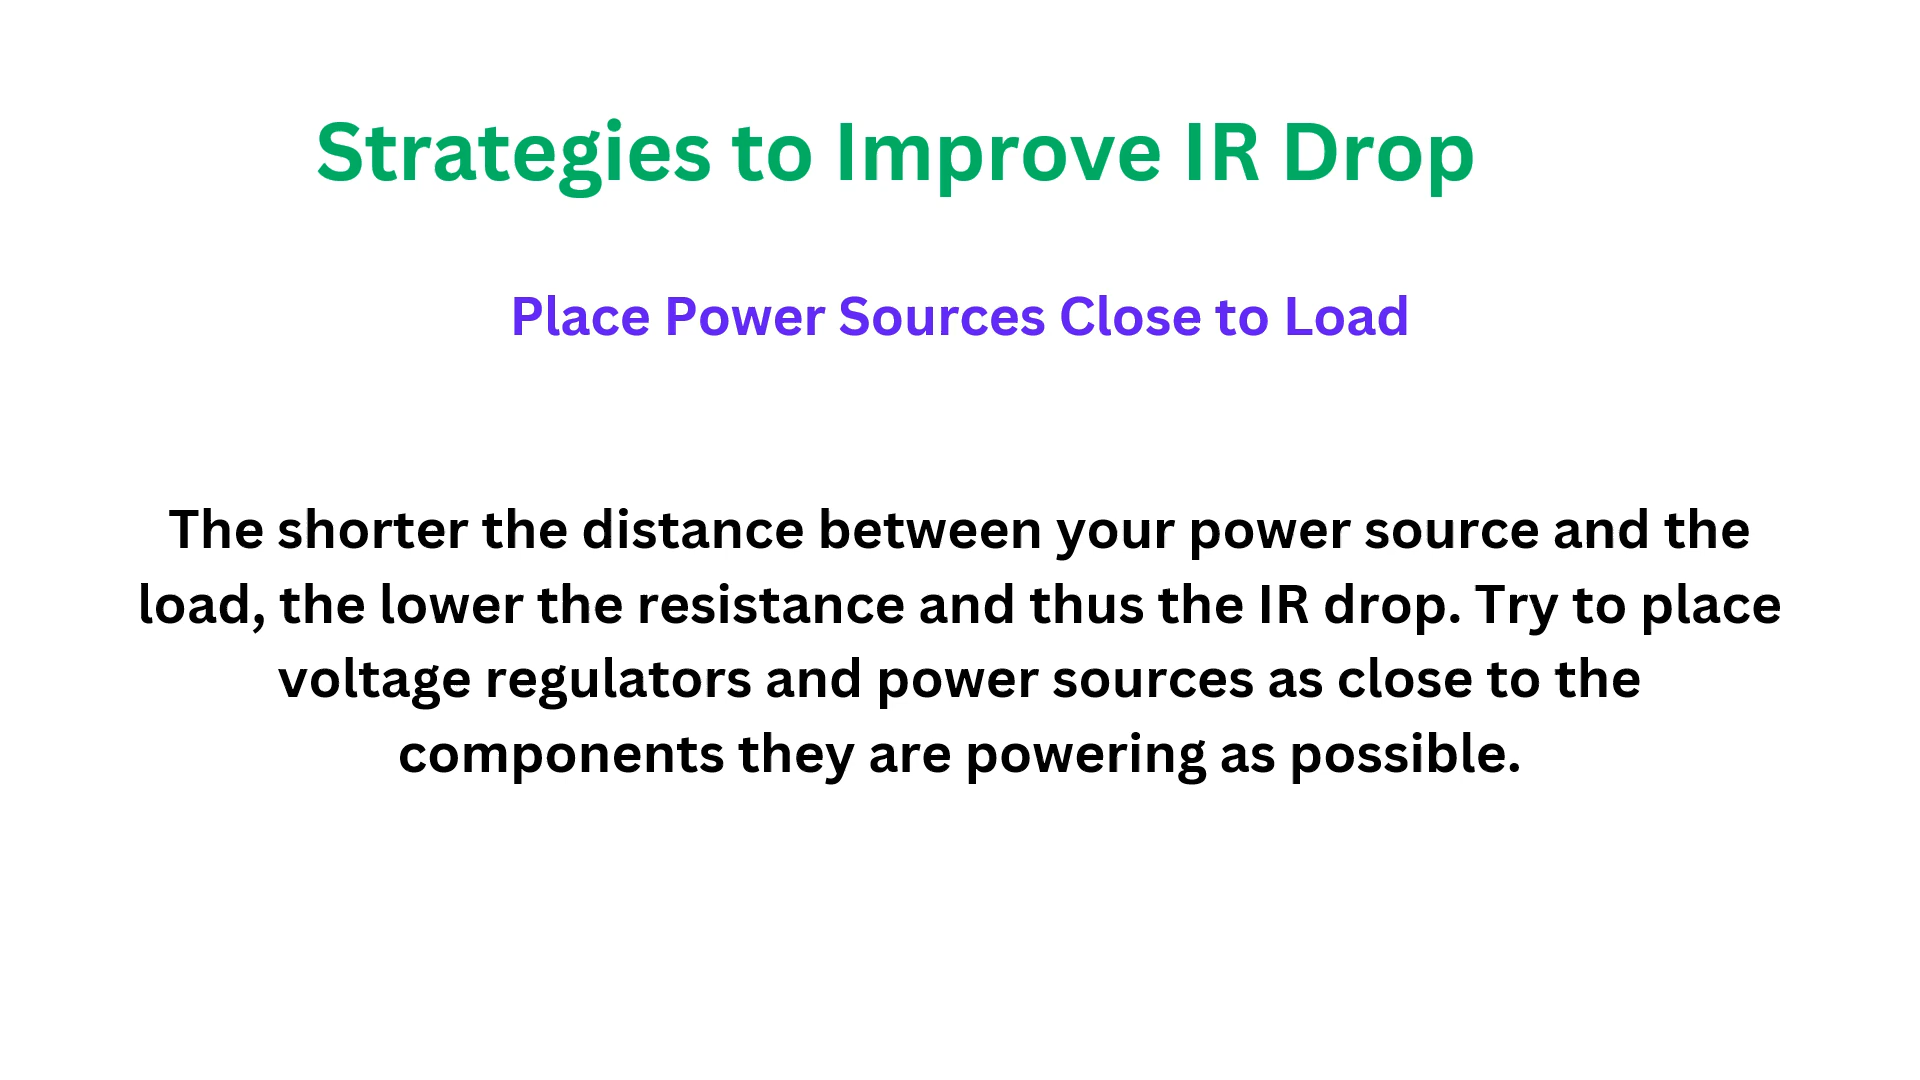 Strategies to Improve IR Drop
Place Power Sources Close to Load
The shorter the distance between your power source and the
load, the lower the resistance and thus the IR drop. Try to place
voltage regulators and power sources as close to the
components they are powering as possible.